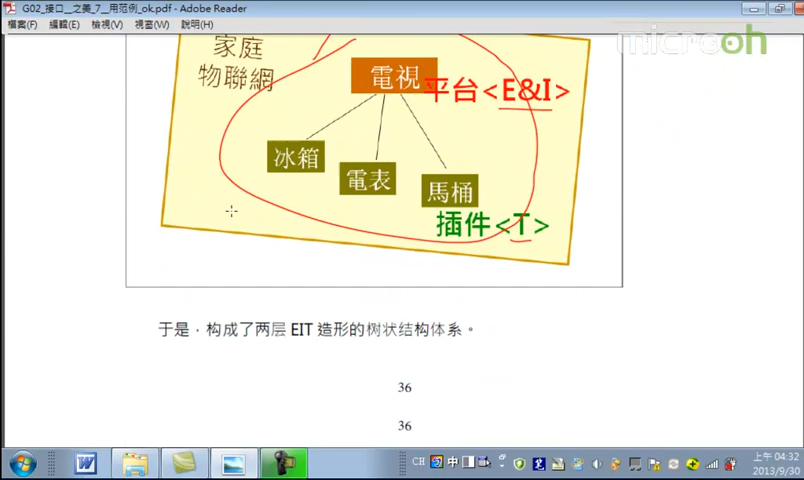 G02_接口__之美_7__用范例_ok.pdf - Adobe Reader
檔案(F) 編輯(E) 檢視(V) 視窗(W) 說明(H)
microoh
家庭
物聯網
電視
平台<E&I>
冰箱
電表
馬桶
插件<T>
于是，构成了两层 EIT 造形的树状结构体系。
36
36
CH 中
上午 04:32
2013/9/30